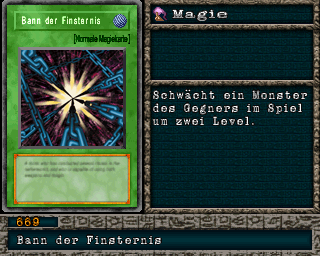 Bann der Finsternis
[Normale Magiekarte]
Magie
Schwächt ein Monster
des Gegners im Spiel
um zwei Level.
669
Bann der Finsternis